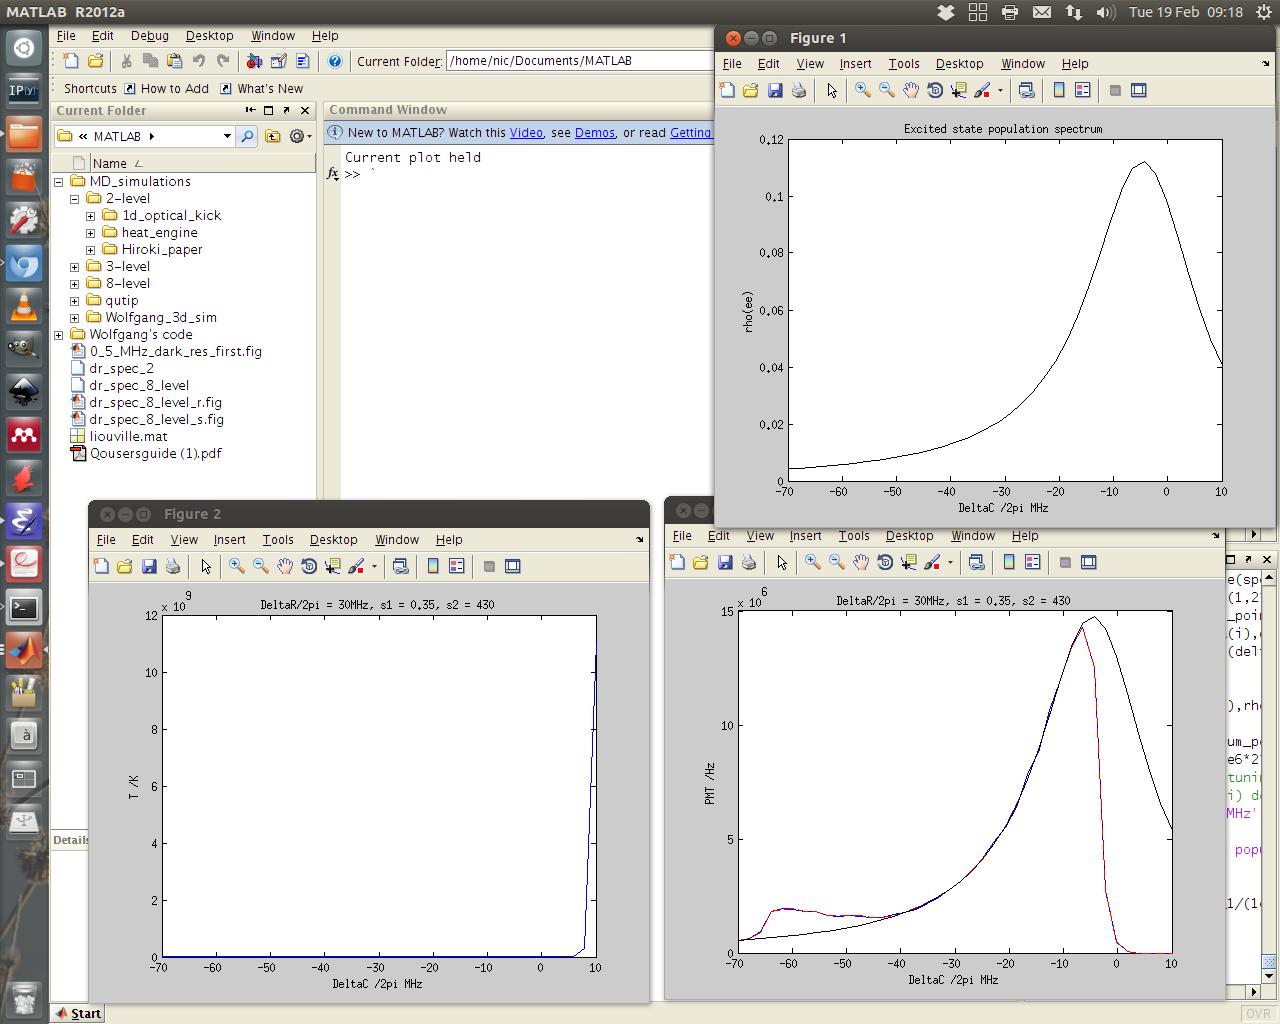 MATLAB R2012a
Tue 19 Feb 09:18
File Edit Debug Desktop Window Help
Current Folder: /home/nic/Documents/MATLAB
Shortcuts How to Add What's New
Current Folder
« MATLAB
Name
MD_simulations
2-level
1d_optical_kick
heat_engine
Hiroki_paper
3-level
8-level
qutip
Wolfgang_3d_sim
Wolfgang's code
0_5_MHz_dark_res_first.fig
dr_spec_2
dr_spec_8_level
dr_spec_8_level_r.fig
dr_spec_8_level_s.fig
liouville.mat
Qousersguide (1).pdf
Details
Start
Command Window
New to MATLAB? Watch this Video, see Demos, or read Getting
Current plot held
fx >> `
Figure 1
File Edit View Insert Tools Desktop Window Help
Excited state population spectrum
0.12
0.1
0.08
0.06
0.04
0.02
0
rho(ee)
-70 -60 -50 -40 -30 -20 -10 0 10
DeltaC /2pi MHz
Figure 2
File Edit View Insert Tools Desktop Window Help
x 10 9
DeltaR/2pi = 30MHz, s1 = 0.35, s2 = 430
12
10
8
6
4
2
0
T /K
-70 -60 -50 -40 -30 -20 -10 0 10
DeltaC /2pi MHz
File Edit View Insert Tools Desktop Window Help
x 10 6
DeltaR/2pi = 30MHz, s1 = 0.35, s2 = 430
15
10
5
0
PMT /Hz
-70 -60 -50 -40 -30 -20 -10 0 10
DeltaC /2pi MHz
e(spe
(1,2
_poin
(i),
(delt
),rho
um_po
e6*2
tunin
i) de
MHz'
popu
1/(1
OVR